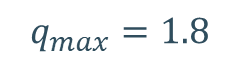 q_max = 1.8